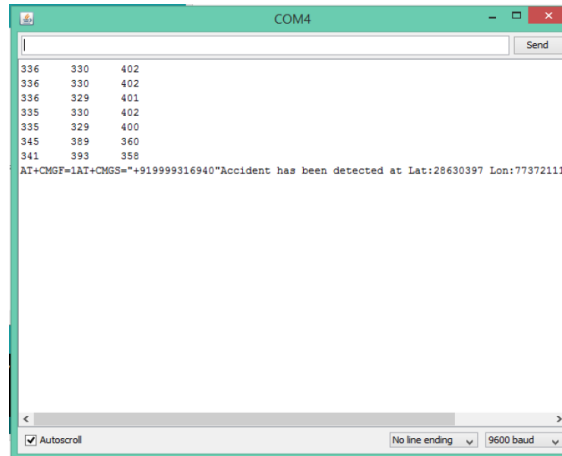 COM4
Send
336 330 402
336 330 402
336 329 401
335 330 402
335 329 400
345 389 360
341 393 358
AT+CMGF=1AT+CMGS="+919999316940"Accident has been detected at Lat:28630397 Lon:77372111
Autoscroll
No line ending
9600 baud